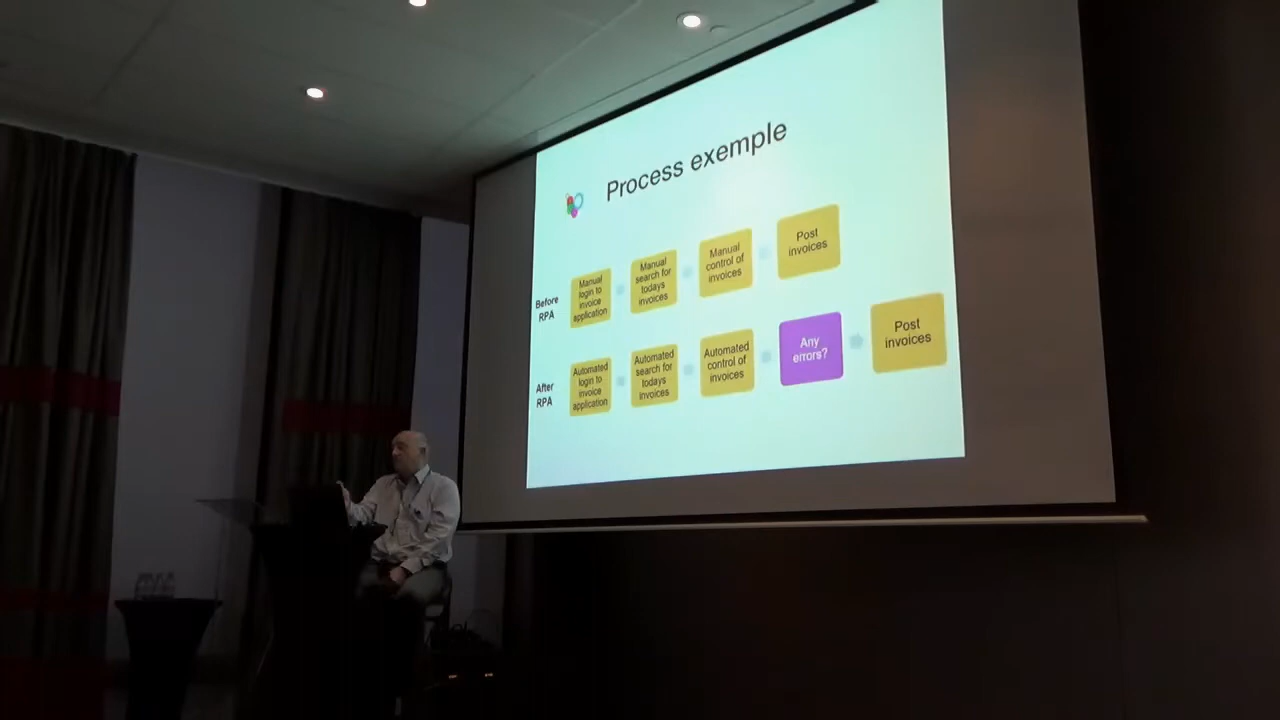 Process exemple
Before
RPA
Manual
login to
invoice
application
Manual
search for
todays
invoices
Manual
control of
invoices
Post
invoices
After
RPA
Automated
login to
invoice
application
Automated
search for
todays
invoices
Automated
control of
invoices
Any
errors?
Post
invoices